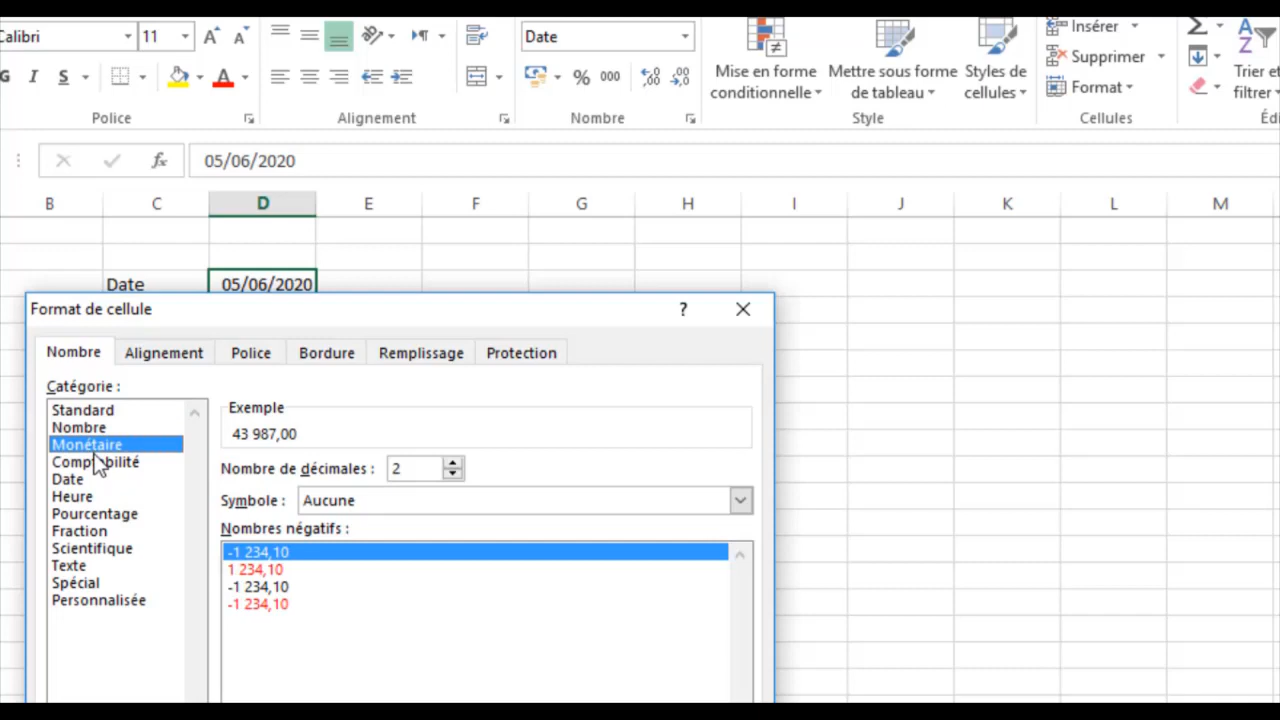 Calibri 11 Date Insérer
G I S % 000 Mise en forme Mettre sous forme Styles de Supprimer Trier et
conditionnelle de tableau cellules Format filtrer
Police Alignement Nombre Style Cellules
fx 05/06/2020
B C D E F G H I J K L M
Date 05/06/2020
Format de cellule ?
Nombre Alignement Police Bordure Remplissage Protection
Catégorie :
Standard
Nombre
Monétaire
Comptabilité
Date
Heure
Pourcentage
Fraction
Scientifique
Texte
Spécial
Personnalisée
Exemple
43 987,00
Nombre de décimales : 2
Symbole : Aucune
Nombres négatifs :
-1 234,10
1 234,10
-1 234,10
-1 234,10